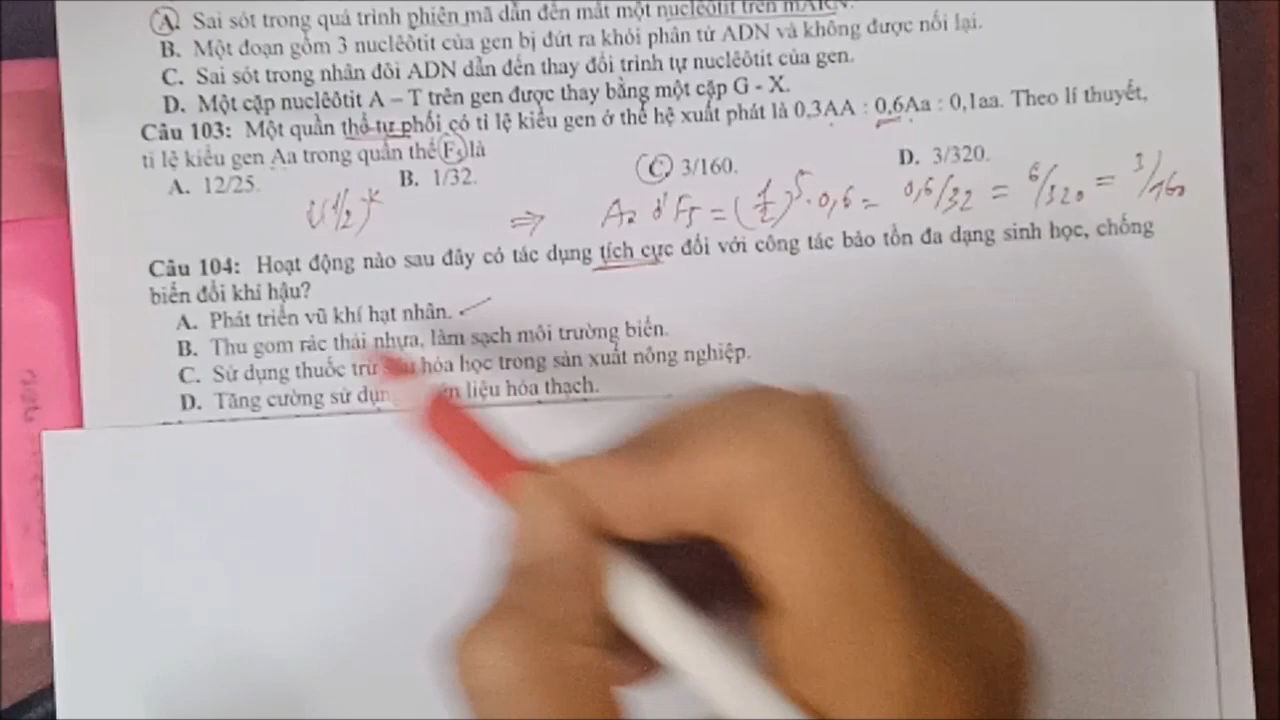 A. Sai sót trong quá trình phiên mã dẫn đến mất một nuclêôtit trên mARN.
B. Một đoạn gồm 3 nuclêôtit của gen bị đứt ra khỏi phân tử ADN và không được nối lại.
C. Sai sót trong nhân đôi ADN dẫn đến thay đổi trình tự nuclêôtit của gen.
D. Một cặp nuclêôtit A – T trên gen được thay bằng một cặp G - X.
Câu 103: Một quần thể tự phối có tỉ lệ kiểu gen ở thế hệ xuất phát là 0,3AA : 0,6Aa : 0,1aa. Theo lí thuyết,
tỉ lệ kiểu gen Aa trong quần thể F₅ là
A. 12/25. B. 1/32. C. 3/160. D. 3/320.
(1/2)^k ⇒ Aa ở F5 = (1/2)^5 . 0,6 = 0,6/32 = 6/320 = 3/160
Câu 104: Hoạt động nào sau đây có tác dụng tích cực đối với công tác bảo tồn đa dạng sinh học, chống
biến đổi khí hậu?
A. Phát triển vũ khí hạt nhân.
B. Thu gom rác thải nhựa, làm sạch môi trường biển.
C. Sử dụng thuốc trừ sâu hóa học trong sản xuất nông nghiệp.
D. Tăng cường sử dụng liệu hóa thạch.